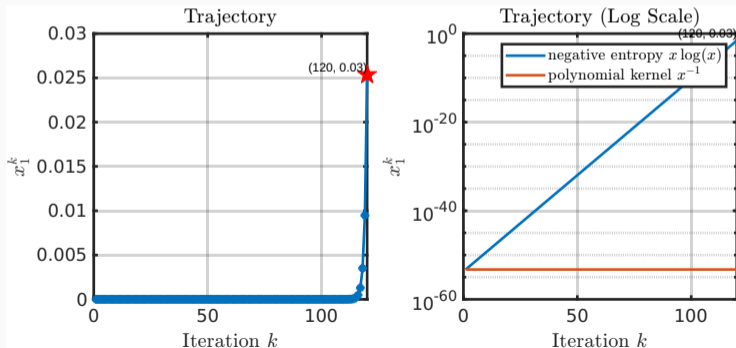 Trajectory
0.03
0.025
0.02
0.015
0.01
0.005
0
(120, 0.03)
x_1^k
0
50
100
Iteration k
Trajectory (Log Scale)
10^0
10^-20
10^-40
10^-60
(120, 0.03)
negative entropy x log(x)
polynomial kernel x^-1
x_1^k
0
50
100
Iteration k